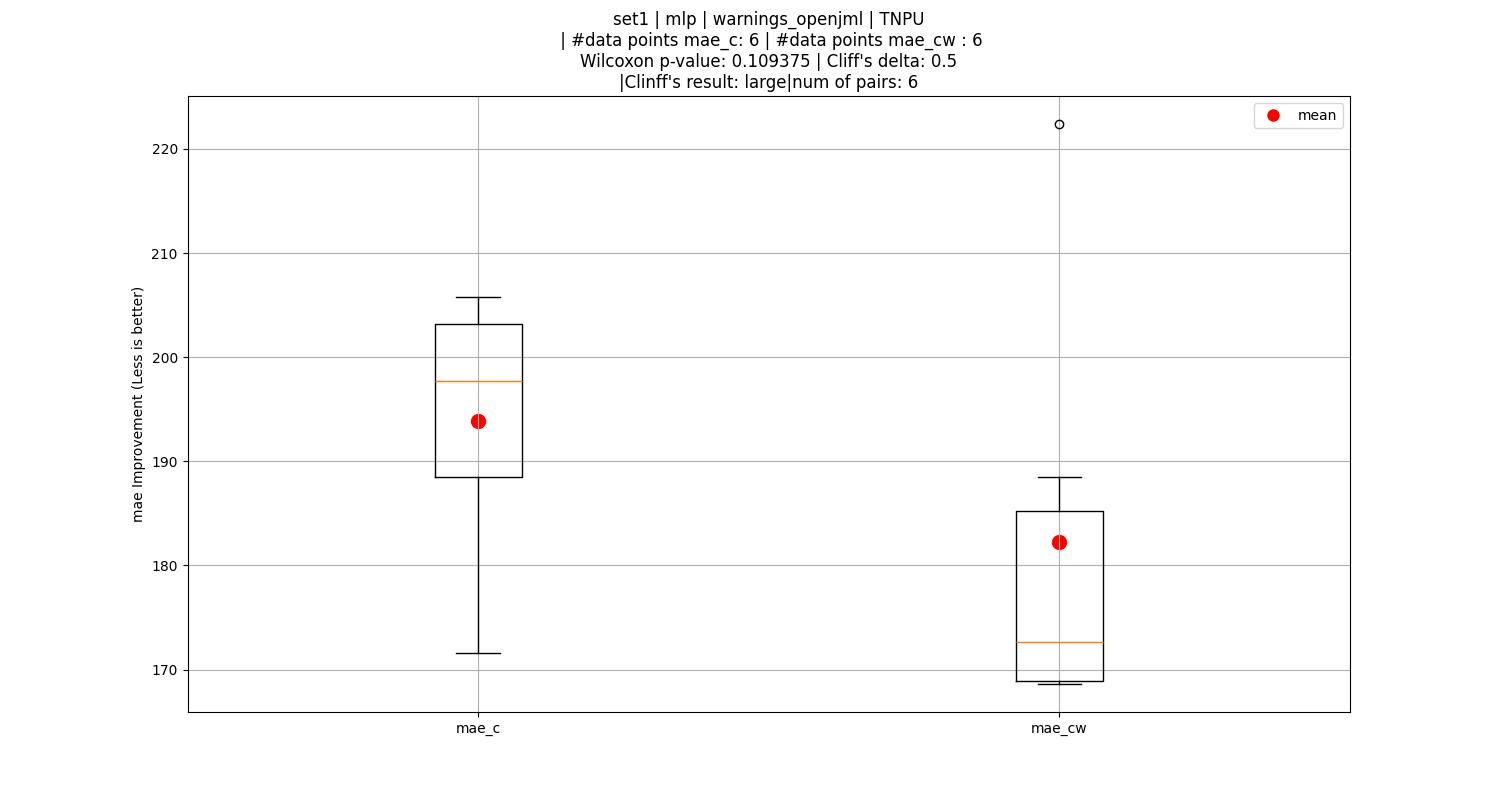 set1 | mlp | warnings_openjml | TNPU
| #data points mae_c: 6 | #data points mae_cw : 6
Wilcoxon p-value: 0.109375 | Cliff's delta: 0.5
|Clinff's result: large|num of pairs: 6
mean
220
210
200
190
180
170
mae Improvement (Less is better)
mae_c
mae_cw